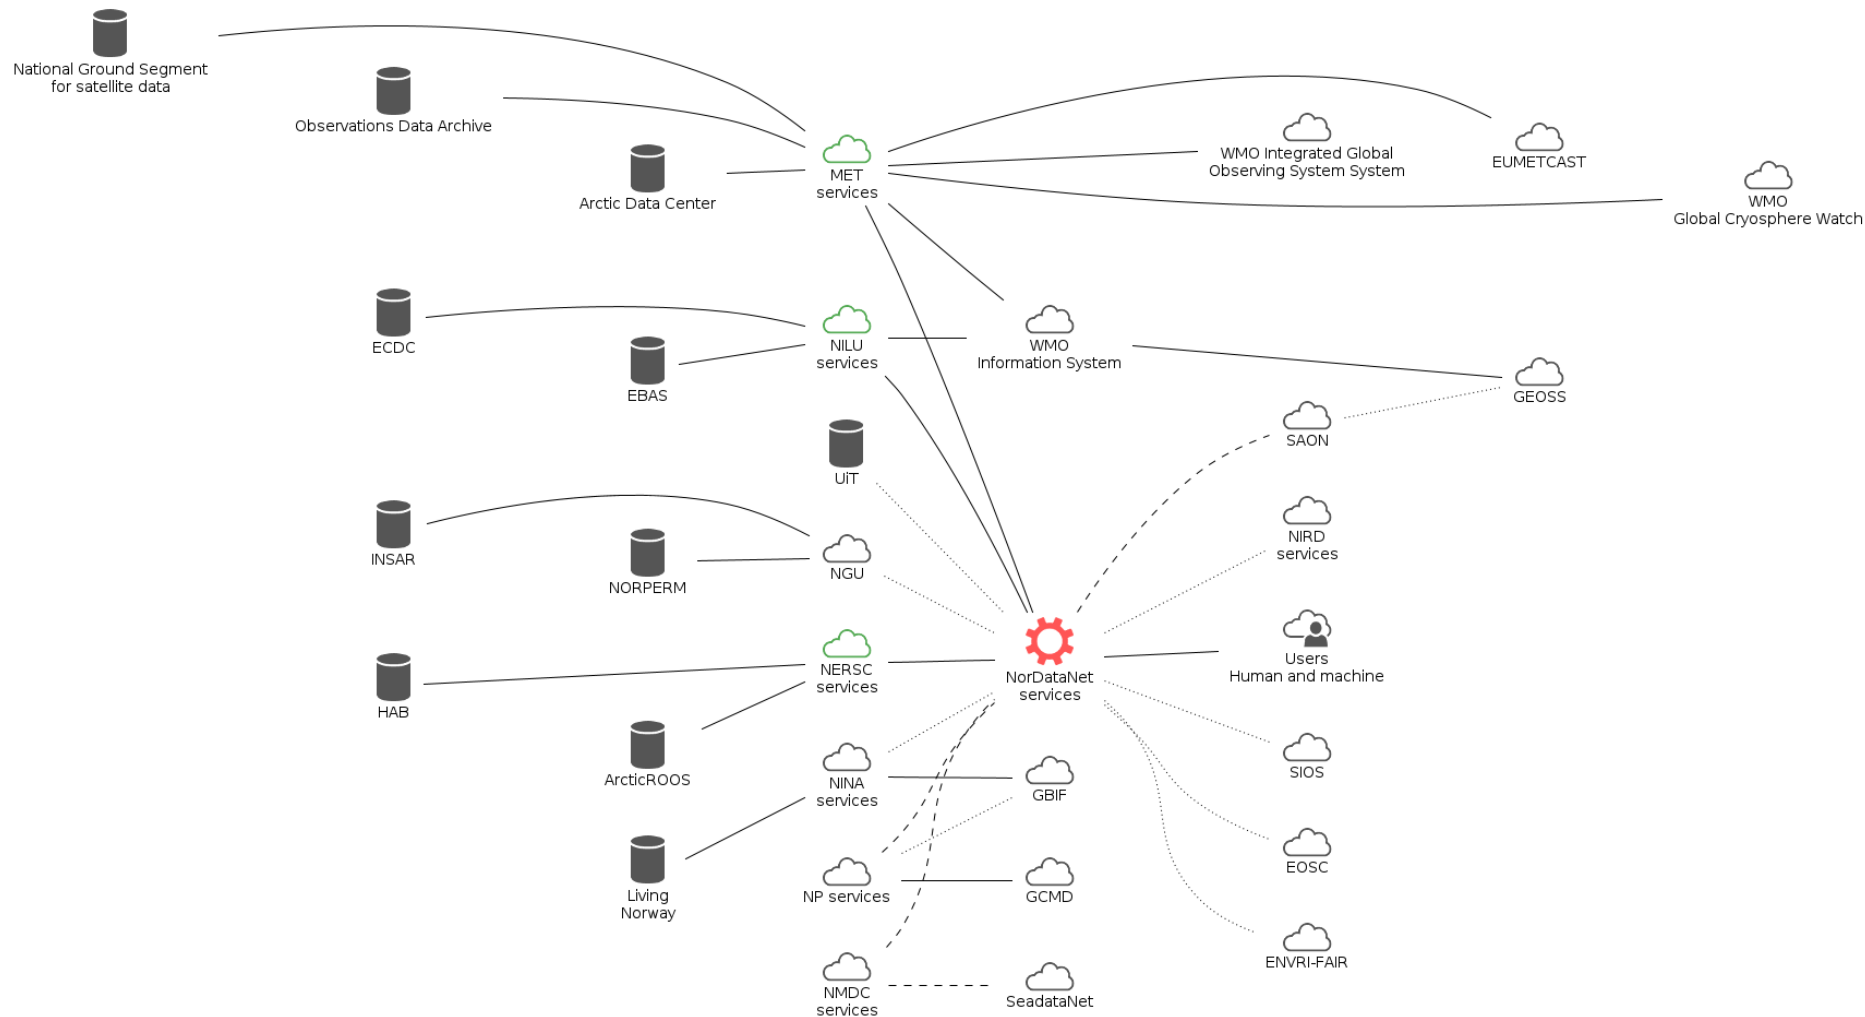 National Ground Segment
for satellite data
Observations Data Archive
Arctic Data Center
MET
services
WMO Integrated Global
Observing System System
EUMETCAST
WMO
Global Cryosphere Watch
ECDC
EBAS
NILU
services
WMO
Information System
GEOSS
SAON
UiT
INSAR
NORPERM
NGU
NIRD
services
HAB
NERSC
services
NorDataNet
services
Users
Human and machine
ArcticROOS
NINA
services
GBIF
SIOS
Living
Norway
NP services
GCMD
EOSC
ENVRI-FAIR
NMDC
services
SeadataNet